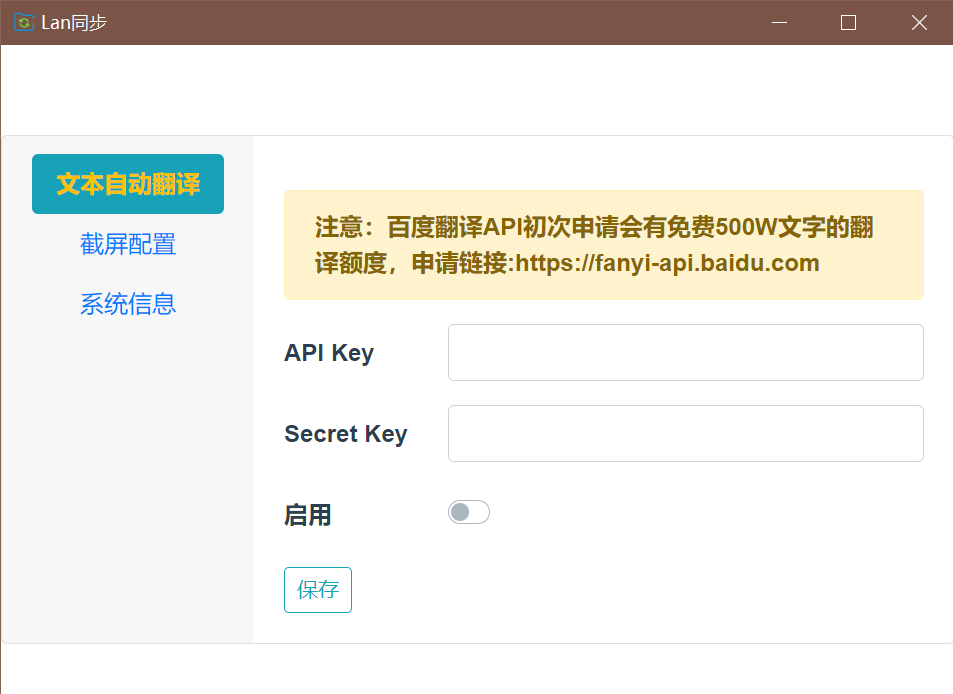 Lan同步
文本自动翻译
截屏配置
系统信息
注意：百度翻译API初次申请会有免费500W文字的翻
译额度，申请链接:https://fanyi-api.baidu.com
API Key
Secret Key
启用
保存